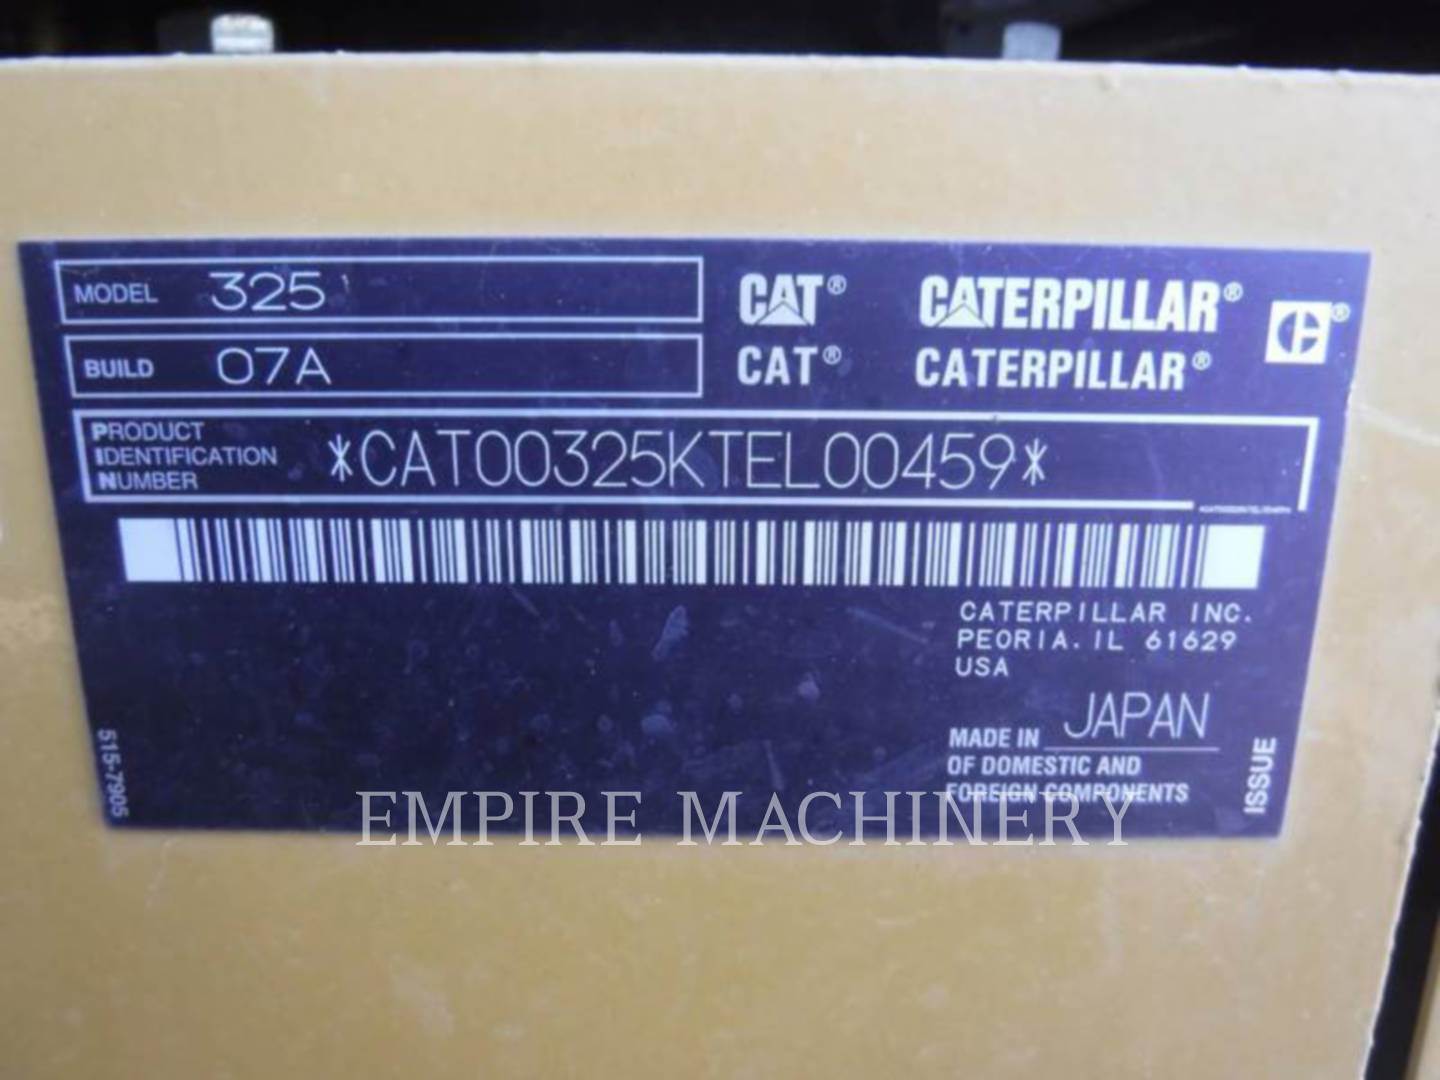 MODEL 325
BUILD 07A
CAT® CATERPILLAR® ®
CAT® CATERPILLAR®
PRODUCT
IDENTIFICATION
NUMBER
*CAT00325KTEL00459*
CATERPILLAR INC.
PEORIA. IL 61629
USA
MADE IN JAPAN
OF DOMESTIC AND
FOREIGN COMPONENTS
ISSUE
515-7905
EMPIRE MACHINERY